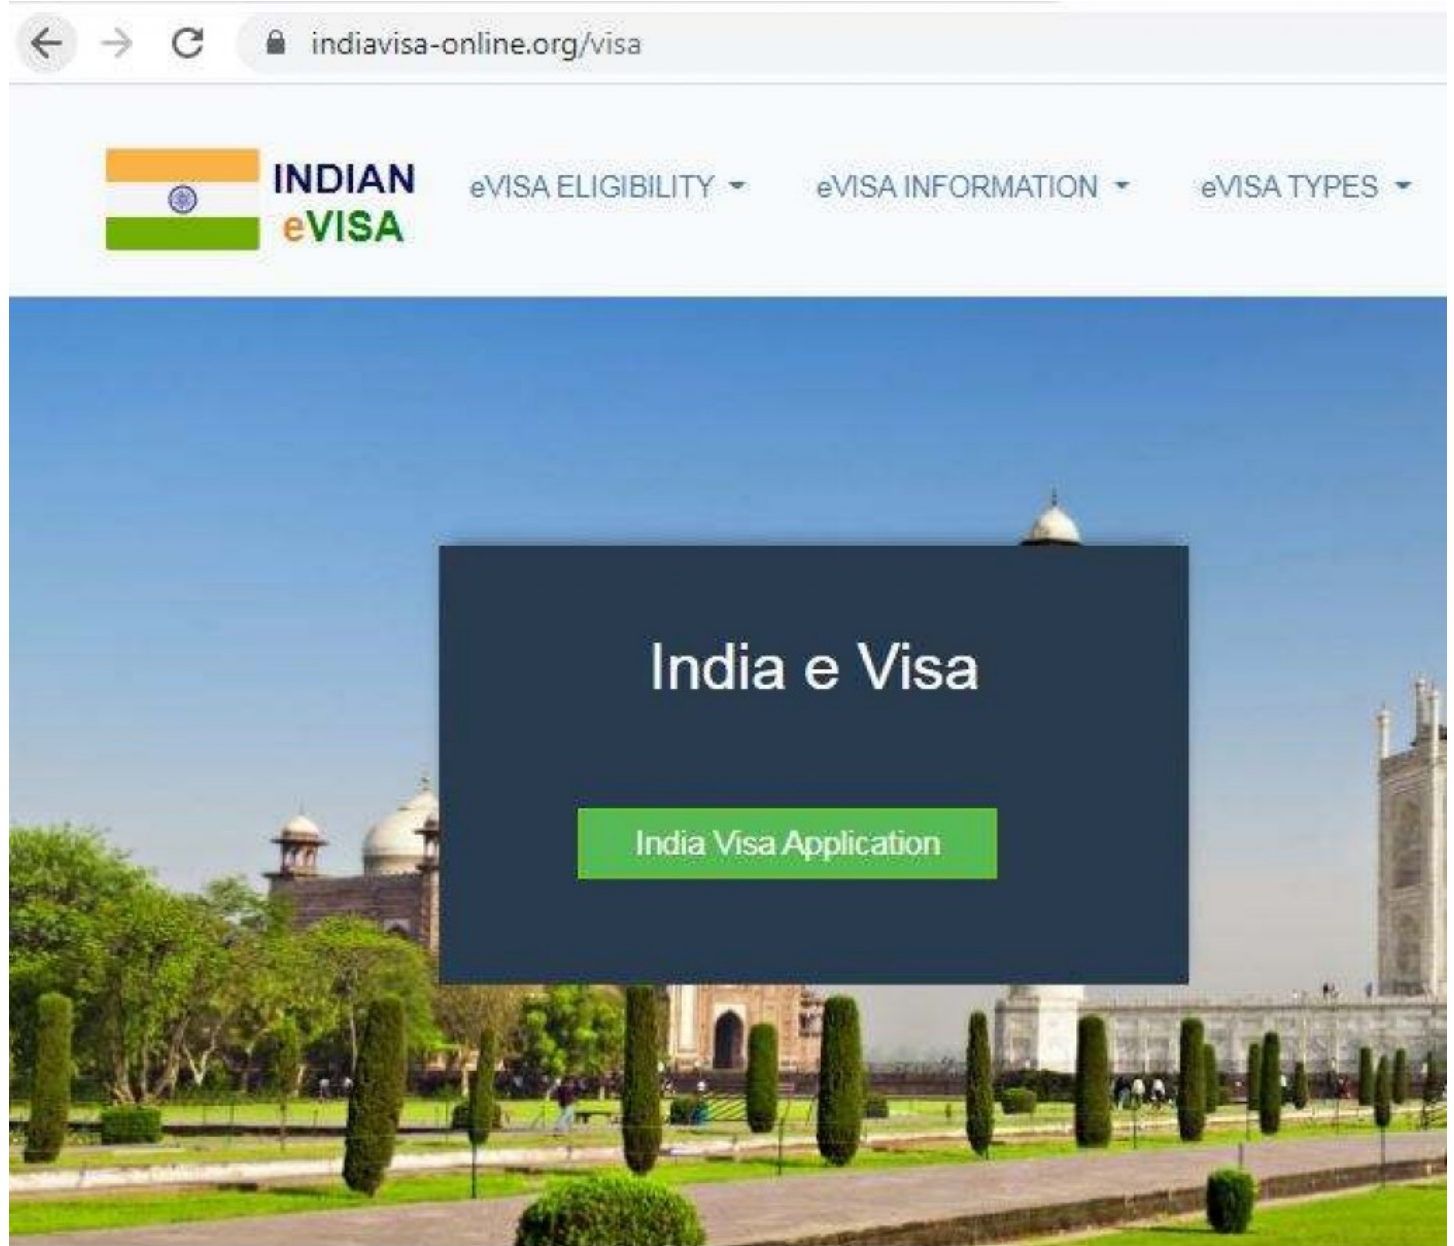 indiavisa-online.org/visa
INDIAN
eVISA
eVISA ELIGIBILITY
eVISA INFORMATION
eVISA TYPES
India e Visa
India Visa Application